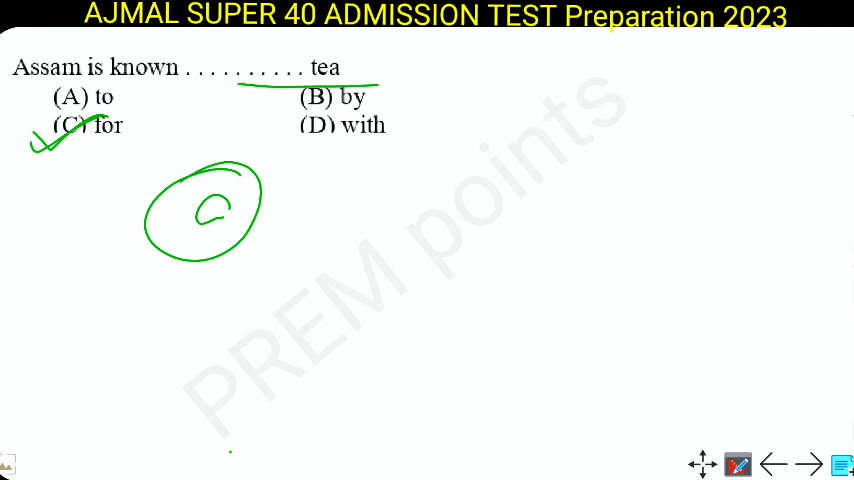 AJMAL SUPER 40 ADMISSION TEST Preparation 2023
Assam is known . . . . . . . . . . tea
(A) to (B) by
(C) for (D) with
C
PREM points